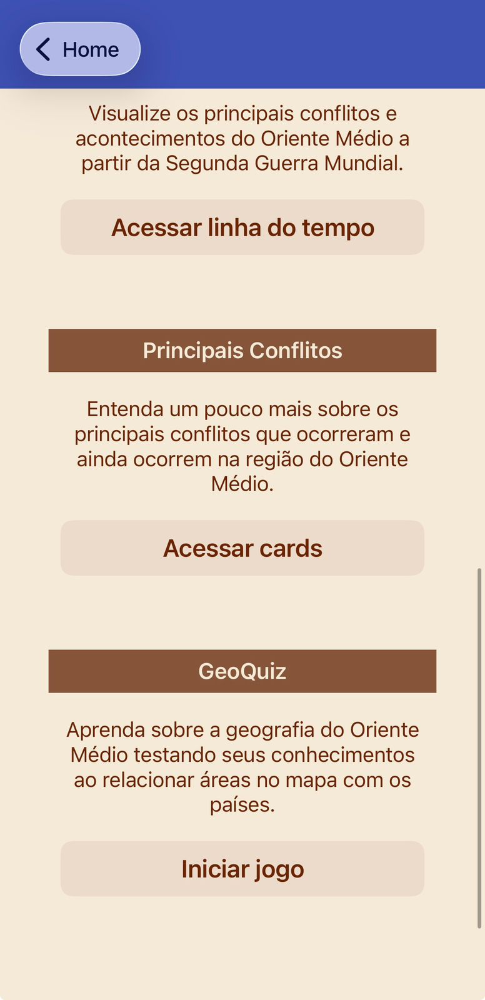 Home
Visualize os principais conflitos e
acontecimentos do Oriente Médio a
partir da Segunda Guerra Mundial.
Acessar linha do tempo
Principais Conflitos
Entenda um pouco mais sobre os
principais conflitos que ocorreram e
ainda ocorrem na região do Oriente
Médio.
Acessar cards
GeoQuiz
Aprenda sobre a geografia do Oriente
Médio testando seus conhecimentos
ao relacionar áreas no mapa com os
países.
Iniciar jogo